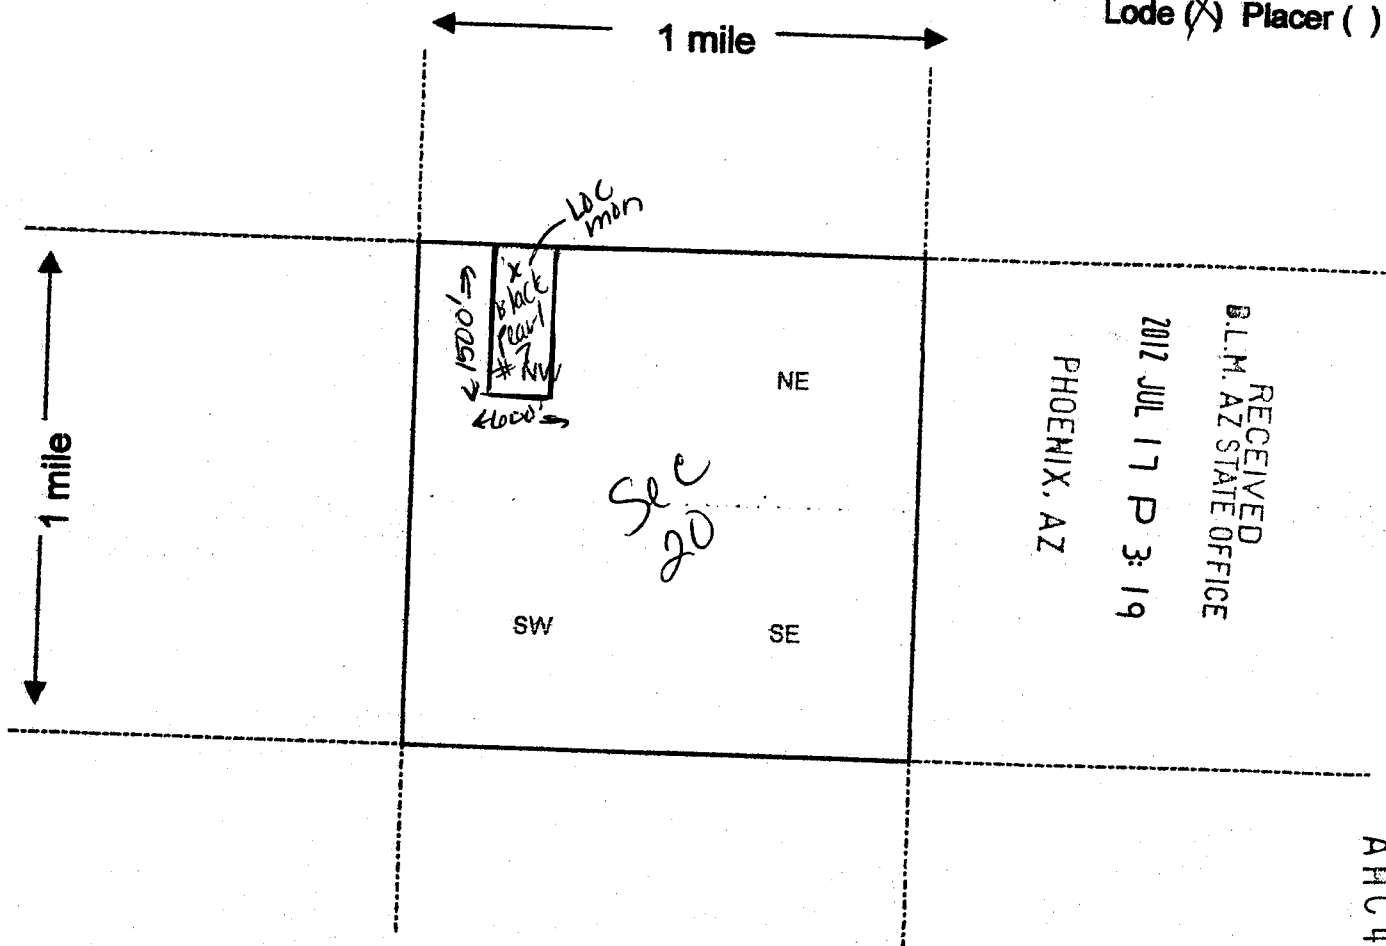 Lode (X) Placer ( )
1 mile
LOC
mon
x
Black
Pearl
# 7
NW
1500'
600'
NE
1 mile
Sec
20
SW
SE
RECEIVED
B.L.M. AZ STATE OFFICE
2012 JUL 17 P 3:19
PHOENIX, AZ